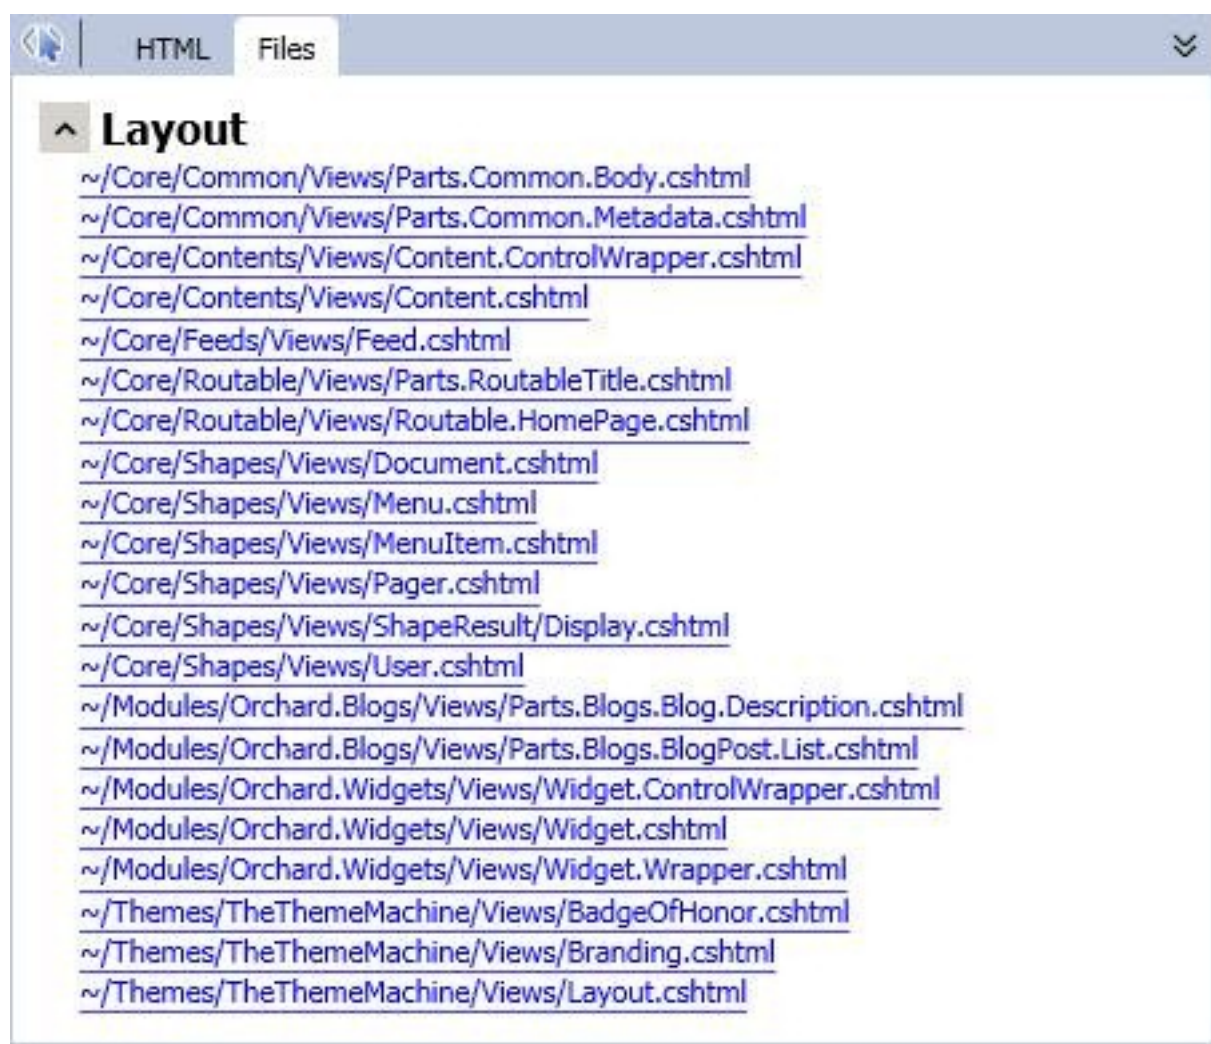 HTML Files
Layout
~/Core/Common/Views/Parts.Common.Body.cshtml
~/Core/Common/Views/Parts.Common.Metadata.cshtml
~/Core/Contents/Views/Content.ControlWrapper.cshtml
~/Core/Contents/Views/Content.cshtml
~/Core/Feeds/Views/Feed.cshtml
~/Core/Routable/Views/Parts.RoutableTitle.cshtml
~/Core/Routable/Views/Routable.HomePage.cshtml
~/Core/Shapes/Views/Document.cshtml
~/Core/Shapes/Views/Menu.cshtml
~/Core/Shapes/Views/MenuItem.cshtml
~/Core/Shapes/Views/Pager.cshtml
~/Core/Shapes/Views/ShapeResult/Display.cshtml
~/Core/Shapes/Views/User.cshtml
~/Modules/Orchard.Blogs/Views/Parts.Blogs.Blog.Description.cshtml
~/Modules/Orchard.Blogs/Views/Parts.Blogs.BlogPost.List.cshtml
~/Modules/Orchard.Widgets/Views/Widget.ControlWrapper.cshtml
~/Modules/Orchard.Widgets/Views/Widget.cshtml
~/Modules/Orchard.Widgets/Views/Widget.Wrapper.cshtml
~/Themes/TheThemeMachine/Views/BadgeOfHonor.cshtml
~/Themes/TheThemeMachine/Views/Branding.cshtml
~/Themes/TheThemeMachine/Views/Layout.cshtml